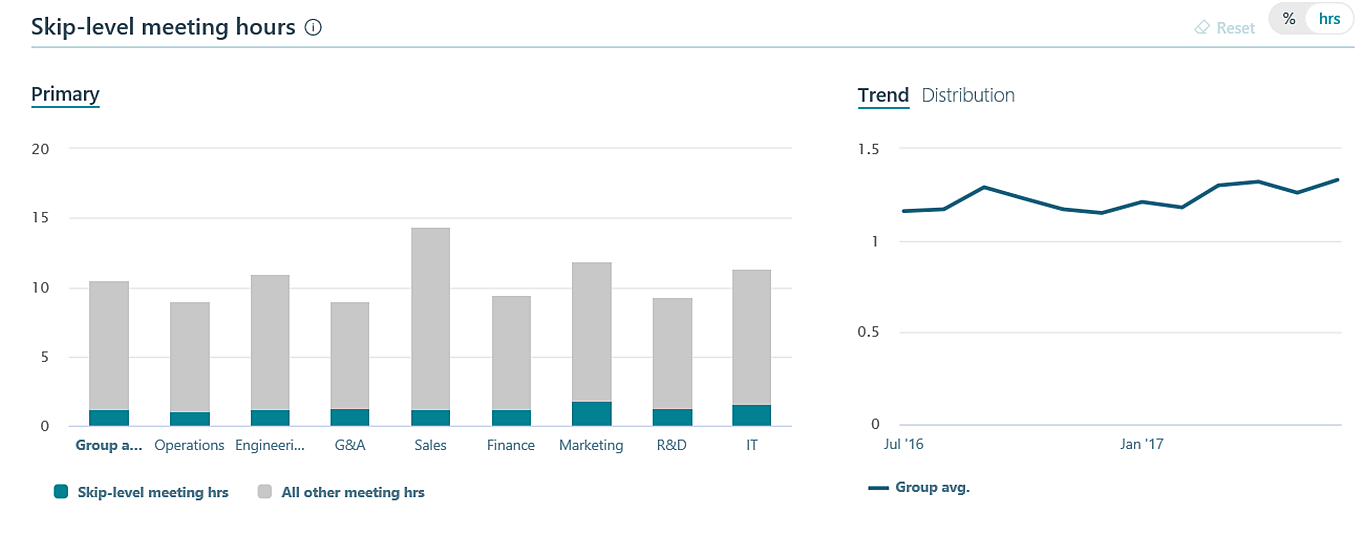 Skip-level meeting hours
Reset
% hrs
Primary
20
15
10
5
0
Group a... Operations Engineeri... G&A Sales Finance Marketing R&D IT
Skip-level meeting hrs All other meeting hrs
Trend Distribution
1.5
1
0.5
0
Jul '16 Jan '17
Group avg.